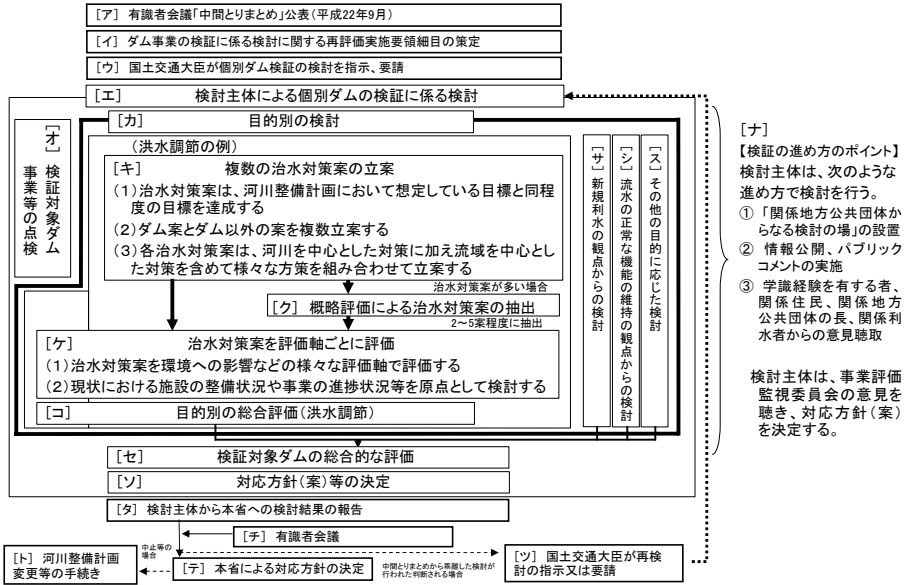 [ア] 有識者会議「中間とりまとめ」公表(平成22年9月)
[イ] ダム事業の検証に係る検討に関する再評価実施要領細目の策定
[ウ] 国土交通大臣が個別ダム検証の検討を指示、要請
[エ] 検討主体による個別ダムの検証に係る検討
[オ] 検証対象ダム
事業等の点検
[カ] 目的別の検討
(洪水調節の例)
[キ] 複数の治水対策案の立案
(1)治水対策案は、河川整備計画において想定している目標と同程
度の目標を達成する
(2)ダム案とダム以外の案を複数立案する
(3)各治水対策案は、河川を中心とした対策に加え流域を中心とし
た対策を含めて様々な方策を組み合わせて立案する
治水対策案が多い場合
[ク] 概略評価による治水対策案の抽出
2~5案程度に抽出
[ケ] 治水対策案を評価軸ごとに評価
(1)治水対策案を環境への影響などの様々な評価軸で評価する
(2)現状における施設の整備状況や事業の進捗状況等を原点として検討する
[コ] 目的別の総合評価(洪水調節)
[サ] 新規利水の観点からの検討
[シ] 流水の正常な機能の維持の観点からの検討
[ス] その他の目的に応じた検討
[セ] 検証対象ダムの総合的な評価
[ソ] 対応方針(案)等の決定
[タ] 検討主体から本省への検討結果の報告
[チ] 有識者会議
中止等の
場合
[ト] 河川整備計画
変更等の手続き
[テ] 本省による対応方針の決定
中間とりまとめから乖離した検討が
行われた判断される場合
[ツ] 国土交通大臣が再検
討の指示又は要請
[ナ]
【検証の進め方のポイント】
検討主体は、次のような
進め方で検討を行う。
① 「関係地方公共団体か
らなる検討の場」の設置
② 情報公開、パブリック
コメントの実施
③ 学識経験を有する者、
関係住民、関係地方
公共団体の長、関係利
水者からの意見聴取
検討主体は、事業評価
監視委員会の意見を
聴き、対応方針(案)
を決定する。